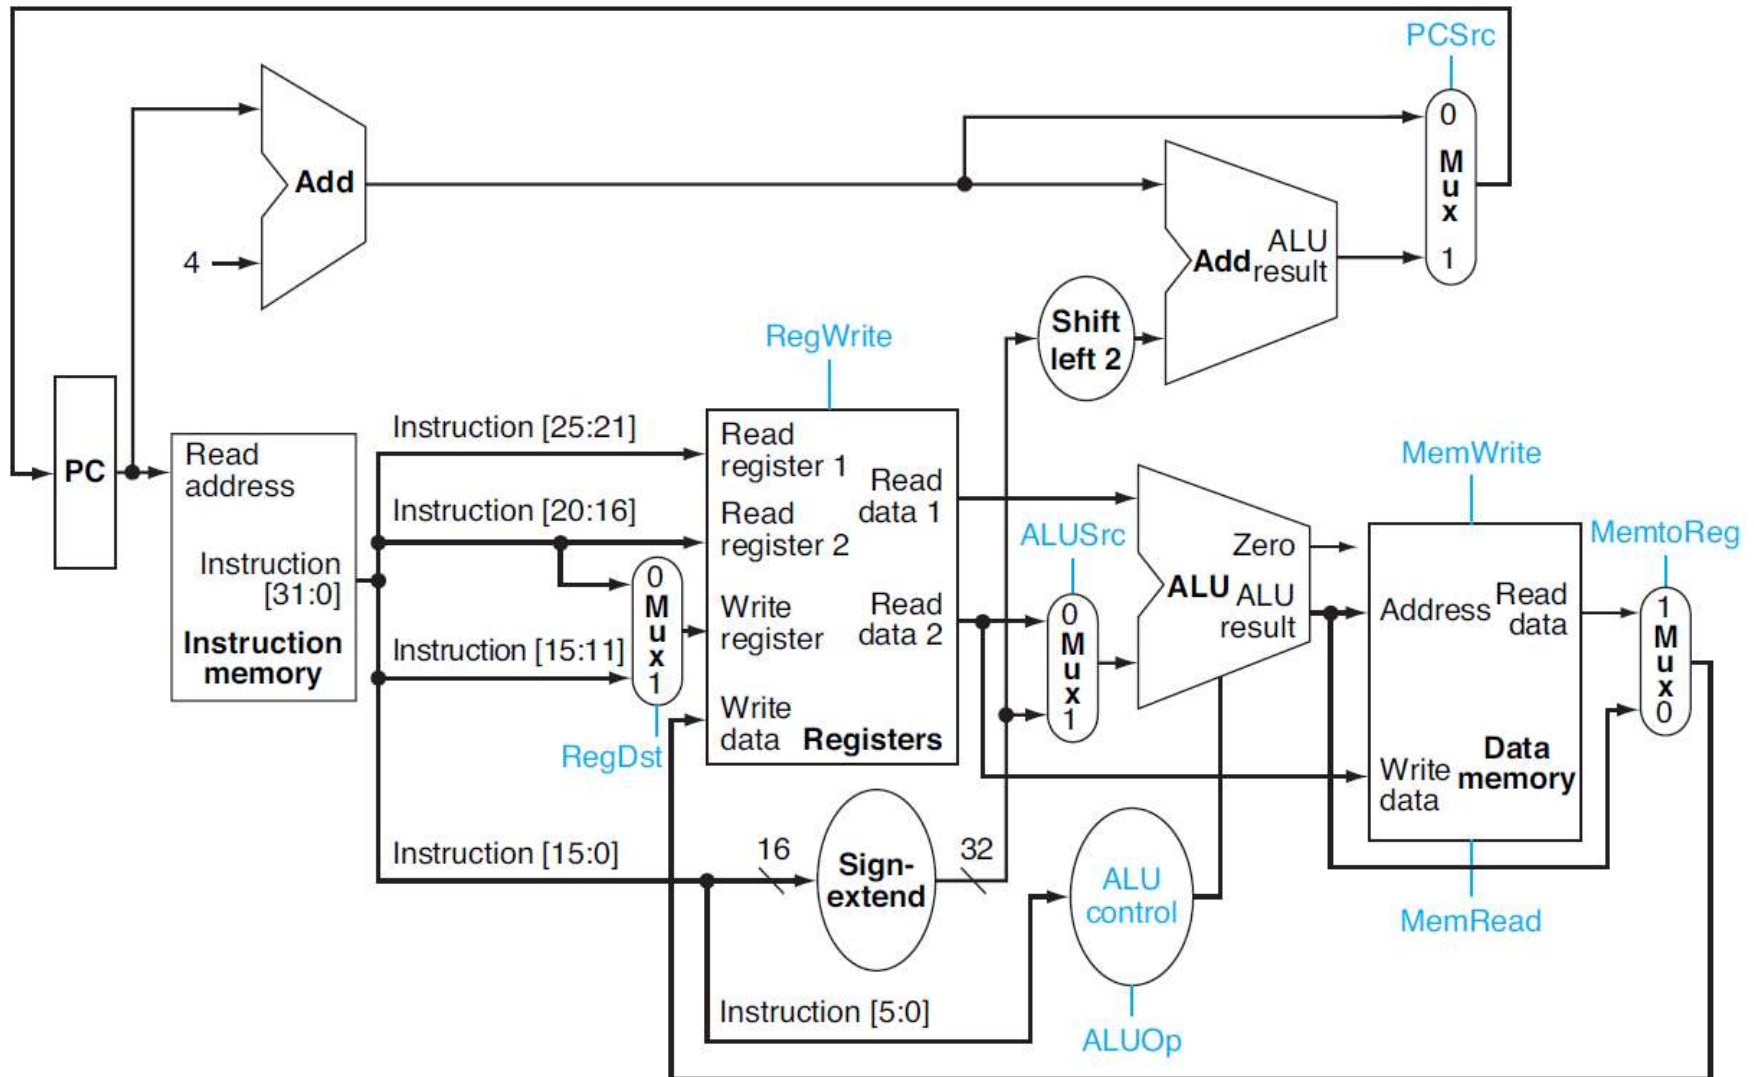 PCSrc
0
M
u
x
1
Add
4
Add
ALU
result
Shift
left 2
RegWrite
PC
Read
address
Instruction
[31:0]
Instruction
memory
Instruction [25:21]
Instruction [20:16]
Instruction [15:11]
0
M
u
x
1
RegDst
Read
register 1
Read
register 2
Write
register
Write
data
Read
data 1
Read
data 2
Registers
ALUSrc
0
M
u
x
1
Zero
ALU
ALU
result
MemWrite
Address
Read
data
Write
data
Data
memory
MemRead
MemtoReg
1
M
u
x
0
Instruction [15:0]
16
Sign-
extend
32
ALU
control
ALUOp
Instruction [5:0]